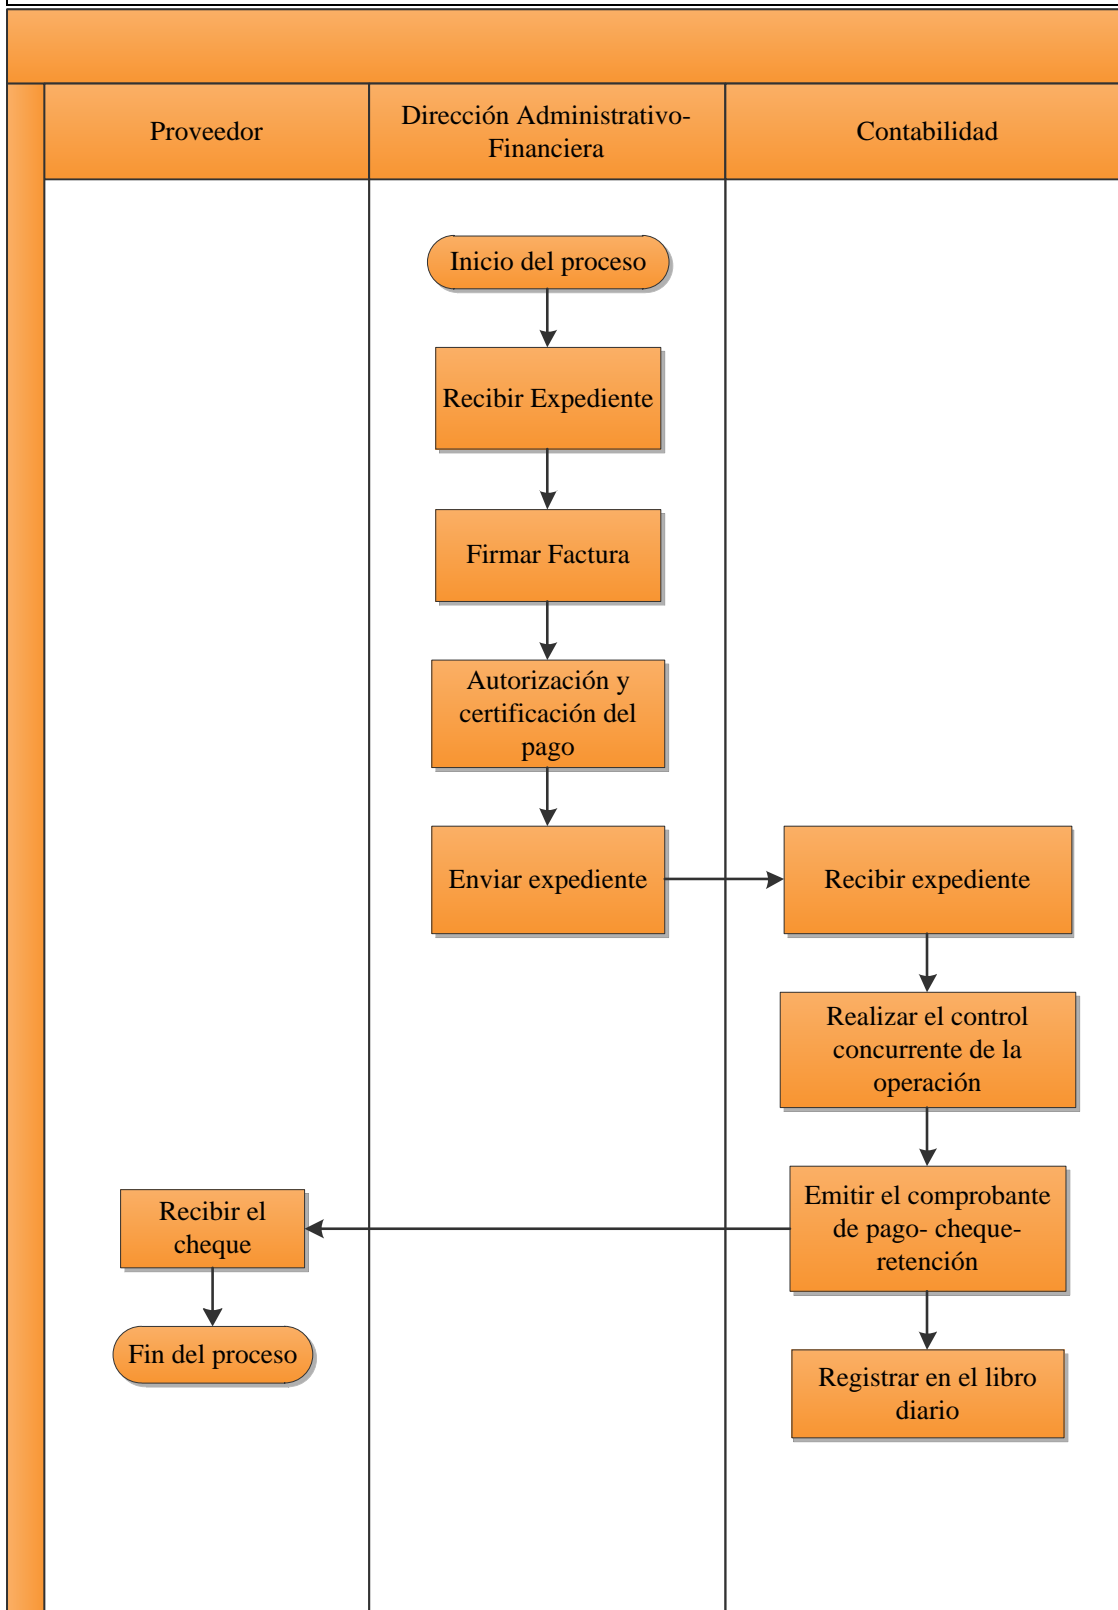 Proveedor
Dirección Administrativo-
Financiera
Contabilidad
Inicio del proceso
Recibir Expediente
Firmar Factura
Autorización y
certificación del
pago
Enviar expediente
Recibir expediente
Realizar el control
concurrente de la
operación
Emitir el comprobante
de pago- cheque-
retención
Recibir el
cheque
Fin del proceso
Registrar en el libro
diario